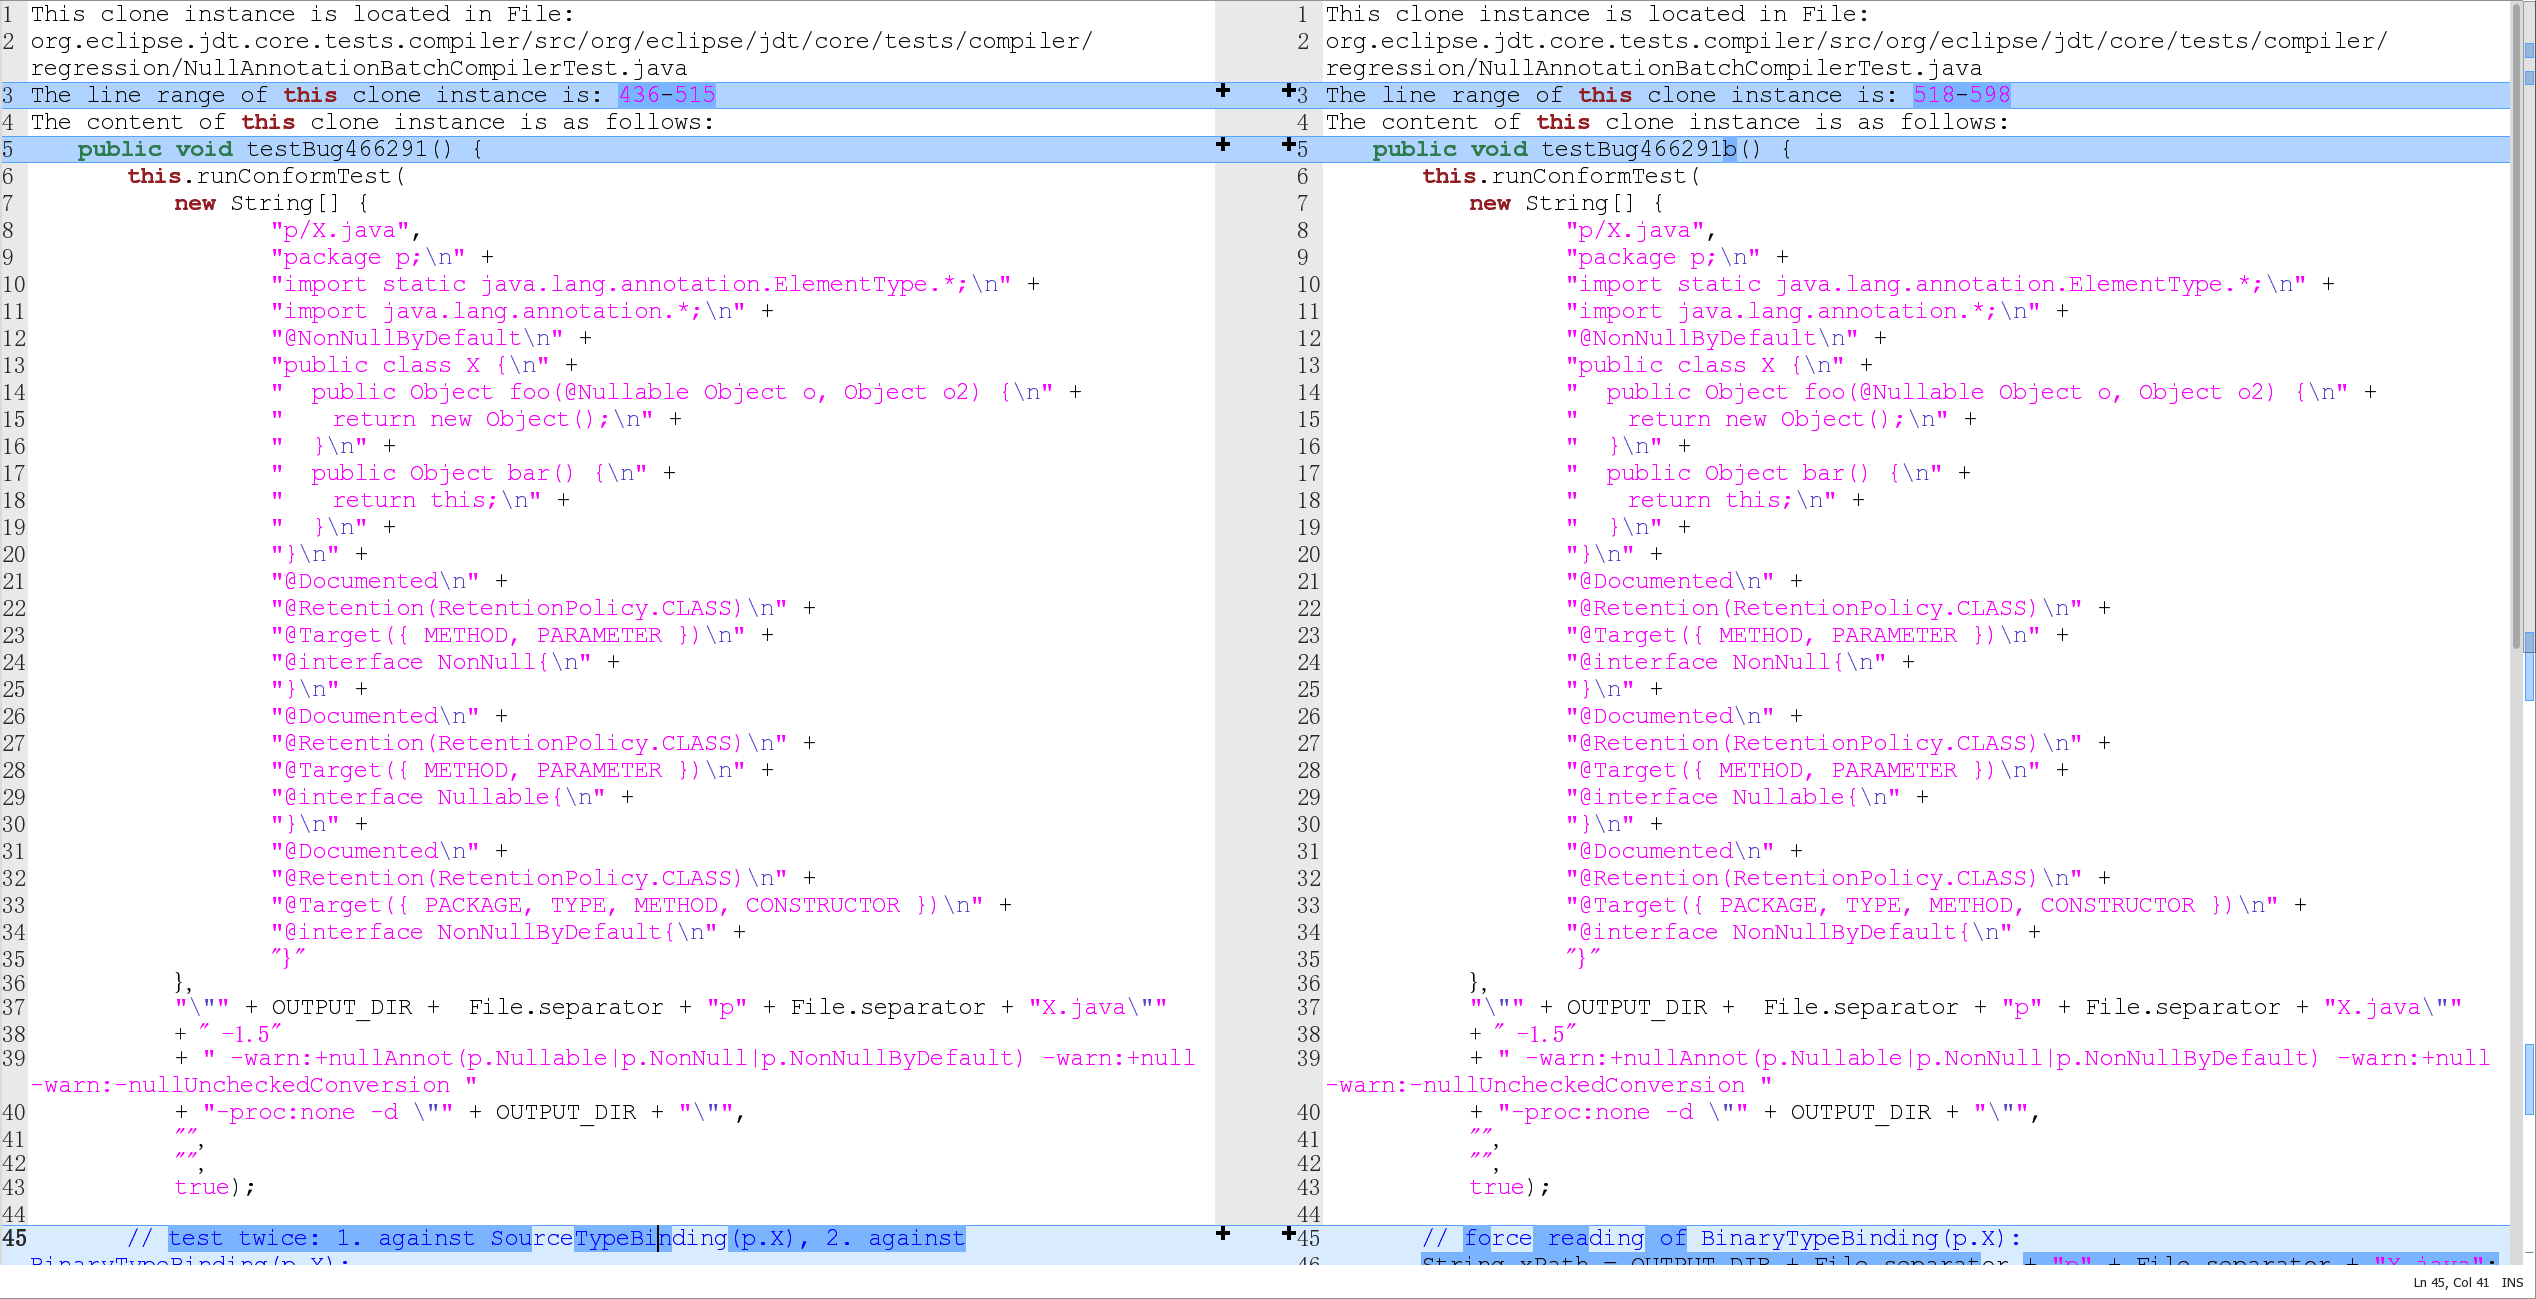 1 This clone instance is located in File:
2 org.eclipse.jdt.core.tests.compiler/src/org/eclipse/jdt/core/tests/compiler/
regression/NullAnnotationBatchCompilerTest.java
3 The line range of this clone instance is: 436-515
4 The content of this clone instance is as follows:
5 public void testBug466291() {
6 this.runConformTest(
7 new String[] {
8 "p/X.java",
9 "package p;\n" +
10 "import static java.lang.annotation.ElementType.*;\n" +
11 "import java.lang.annotation.*;\n" +
12 "@NonNullByDefault\n" +
13 "public class X {\n" +
14 "  public Object foo(@Nullable Object o, Object o2) {\n" +
15 "    return new Object();\n" +
16 "  }\n" +
17 "  public Object bar() {\n" +
18 "    return this;\n" +
19 "  }\n" +
20 "}\n" +
21 "@Documented\n" +
22 "@Retention(RetentionPolicy.CLASS)\n" +
23 "@Target({ METHOD, PARAMETER })\n" +
24 "@interface NonNull{\n" +
25 "}\n" +
26 "@Documented\n" +
27 "@Retention(RetentionPolicy.CLASS)\n" +
28 "@Target({ METHOD, PARAMETER })\n" +
29 "@interface Nullable{\n" +
30 "}\n" +
31 "@Documented\n" +
32 "@Retention(RetentionPolicy.CLASS)\n" +
33 "@Target({ PACKAGE, TYPE, METHOD, CONSTRUCTOR })\n" +
34 "@interface NonNullByDefault{\n" +
35 "}"
36 },
37 "\"" + OUTPUT_DIR +  File.separator + "p" + File.separator + "X.java\""
38 + " -1.5"
39 + " -warn:+nullAnnot(p.Nullable|p.NonNull|p.NonNullByDefault) -warn:+null
-warn:-nullUncheckedConversion "
40 + "-proc:none -d \"" + OUTPUT_DIR + "\"",
41 "",
42 "",
43 true);
44
45 // test twice: 1. against SourceTypeBinding(p.X), 2. against
BinaryTypeBinding(p.X):
1 This clone instance is located in File:
2 org.eclipse.jdt.core.tests.compiler/src/org/eclipse/jdt/core/tests/compiler/
regression/NullAnnotationBatchCompilerTest.java
3 The line range of this clone instance is: 518-598
4 The content of this clone instance is as follows:
5 public void testBug466291b() {
6 this.runConformTest(
7 new String[] {
8 "p/X.java",
9 "package p;\n" +
10 "import static java.lang.annotation.ElementType.*;\n" +
11 "import java.lang.annotation.*;\n" +
12 "@NonNullByDefault\n" +
13 "public class X {\n" +
14 "  public Object foo(@Nullable Object o, Object o2) {\n" +
15 "    return new Object();\n" +
16 "  }\n" +
17 "  public Object bar() {\n" +
18 "    return this;\n" +
19 "  }\n" +
20 "}\n" +
21 "@Documented\n" +
22 "@Retention(RetentionPolicy.CLASS)\n" +
23 "@Target({ METHOD, PARAMETER })\n" +
24 "@interface NonNull{\n" +
25 "}\n" +
26 "@Documented\n" +
27 "@Retention(RetentionPolicy.CLASS)\n" +
28 "@Target({ METHOD, PARAMETER })\n" +
29 "@interface Nullable{\n" +
30 "}\n" +
31 "@Documented\n" +
32 "@Retention(RetentionPolicy.CLASS)\n" +
33 "@Target({ PACKAGE, TYPE, METHOD, CONSTRUCTOR })\n" +
34 "@interface NonNullByDefault{\n" +
35 "}"
36 },
37 "\"" + OUTPUT_DIR +  File.separator + "p" + File.separator + "X.java\""
38 + " -1.5"
39 + " -warn:+nullAnnot(p.Nullable|p.NonNull|p.NonNullByDefault) -warn:+null
-warn:-nullUncheckedConversion "
40 + "-proc:none -d \"" + OUTPUT_DIR + "\"",
41 "",
42 "",
43 true);
44
45 // force reading of BinaryTypeBinding(p.X):
46 String xPath = OUTPUT_DIR + File.separator + "p" + File.separator + "X.java";
Ln 45, Col 41 INS